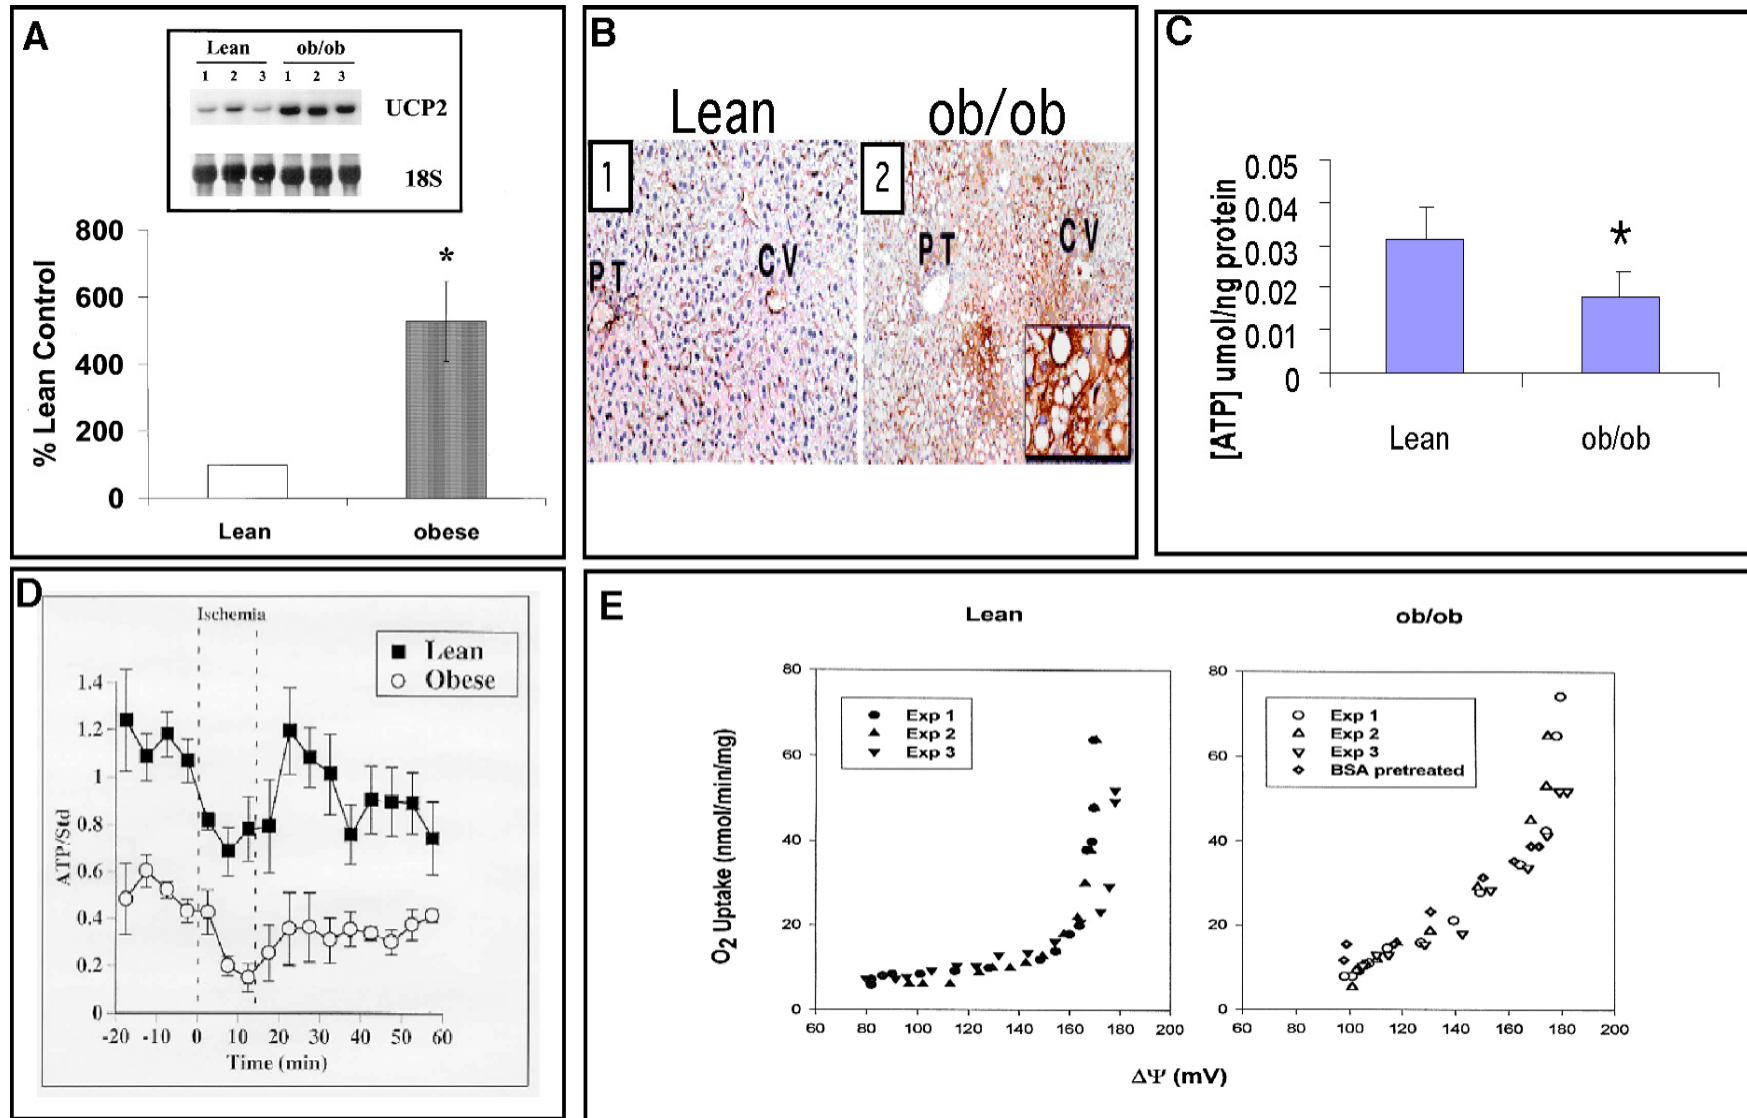 A
Lean ob/ob
1 2 3 1 2 3
UCP2
18S
% Lean Control
800
600
400
200
0
*
Lean obese
B
Lean ob/ob
1 2
PT CV PT CV
C
[ATP] umol/ng protein
0.05
0.04
0.03
0.02
0.01
0
*
Lean ob/ob
D
Ischemia
Lean
Obese
ATP/Std
1.4
1.2
1
0.8
0.6
0.4
0.2
0
-20 -10 0 10 20 30 40 50 60
Time (min)
E
Lean ob/ob
O2 Uptake (nmol/min/mg)
80
60
40
20
0
Exp 1
Exp 2
Exp 3
60 80 100 120 140 160 180 200
80
60
40
20
0
Exp 1
Exp 2
Exp 3
BSA pretreated
60 80 100 120 140 160 180 200
ΔΨ (mV)